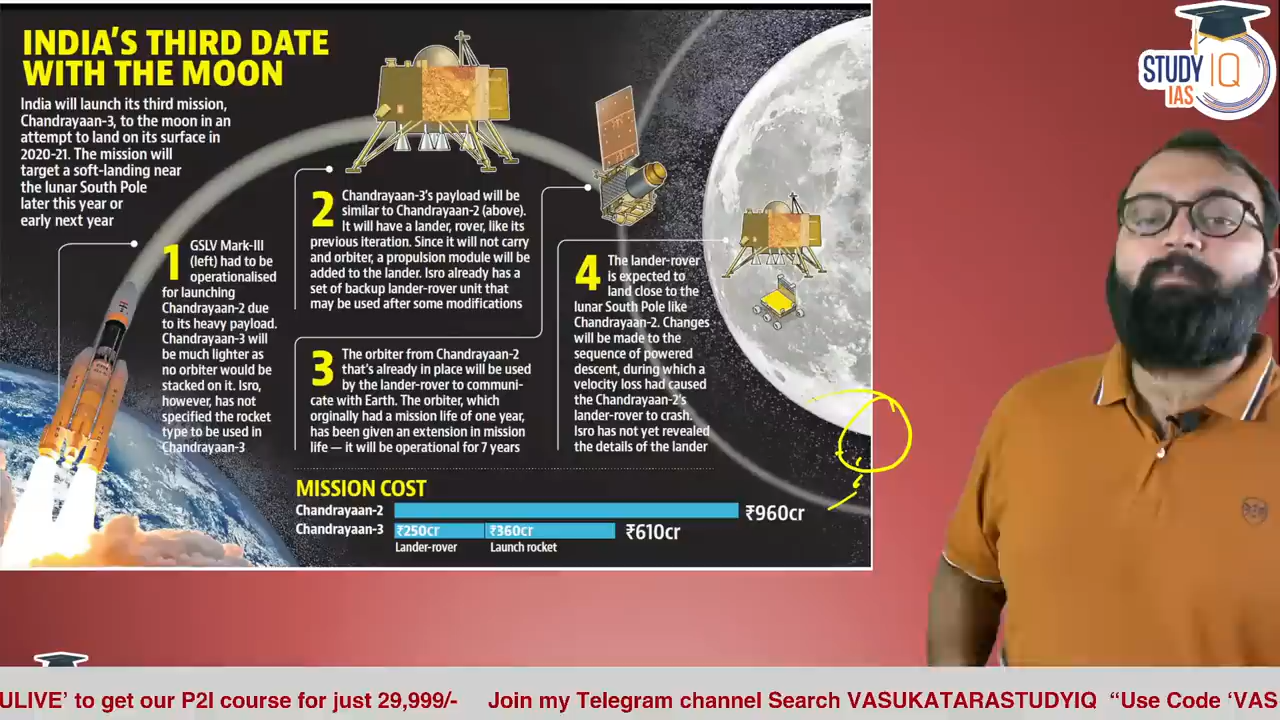 INDIA'S THIRD DATE
WITH THE MOON
India will launch its third mission,
Chandrayaan-3, to the moon in an
attempt to land on its surface in
2020-21. The mission will
target a soft-landing near
the lunar South Pole
later this year or
early next year
1 GSLV Mark-III
(left) had to be
operationalised
for launching
Chandrayaan-2 due
to its heavy payload.
Chandrayaan-3 will
be much lighter as
no orbiter would be
stacked on it. Isro,
however, has not
specified the rocket
type to be used in
Chandrayaan-3
2 Chandrayaan-3's payload will be
similar to Chandrayaan-2 (above).
It will have a lander, rover, like its
previous iteration. Since it will not carry
and orbiter, a propulsion module will be
added to the lander. Isro already has a
set of backup lander-rover unit that
may be used after some modifications
3 The orbiter from Chandrayaan-2
that's already in place will be used
by the lander-rover to communi-
cate with Earth. The orbiter, which
orginally had a mission life of one year,
has been given an extension in mission
life — it will be operational for 7 years
4 The lander-rover
is expected to
land close to the
lunar South Pole like
Chandrayaan-2. Changes
will be made to the
sequence of powered
descent, during which a
velocity loss had caused
the Chandrayaan-2's
lander-rover to crash.
Isro has not yet revealed
the details of the lander
MISSION COST
Chandrayaan-2 ₹960cr
Chandrayaan-3 ₹250cr ₹360cr ₹610cr
Lander-rover Launch rocket
STUDY IQ
IAS
ULIVE' to get our P2I course for just 29,999/- Join my Telegram channel Search VASUKATARASTUDYIQ "Use Code 'VAS